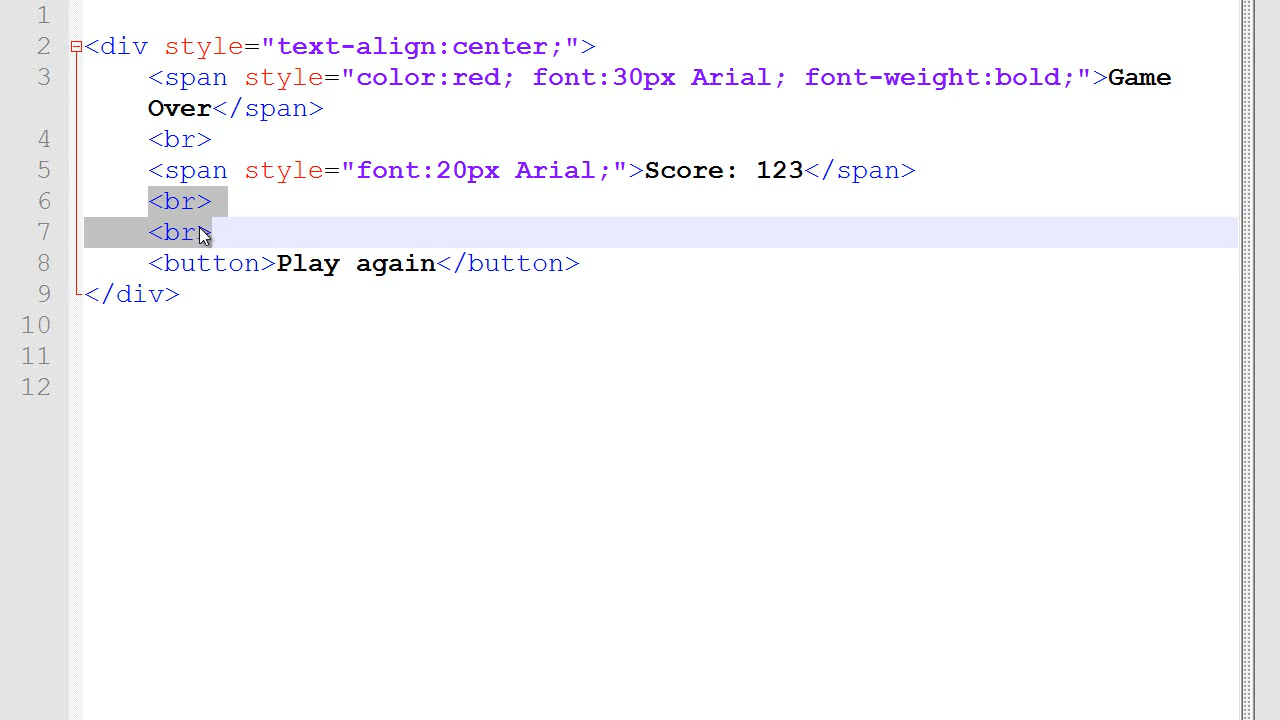 1
2 <div style="text-align:center;">
3 <span style="color:red; font:30px Arial; font-weight:bold;">Game
Over</span>
4 <br>
5 <span style="font:20px Arial;">Score: 123</span>
6 <br>
7 <br>
8 <button>Play again</button>
9 </div>
10
11
12